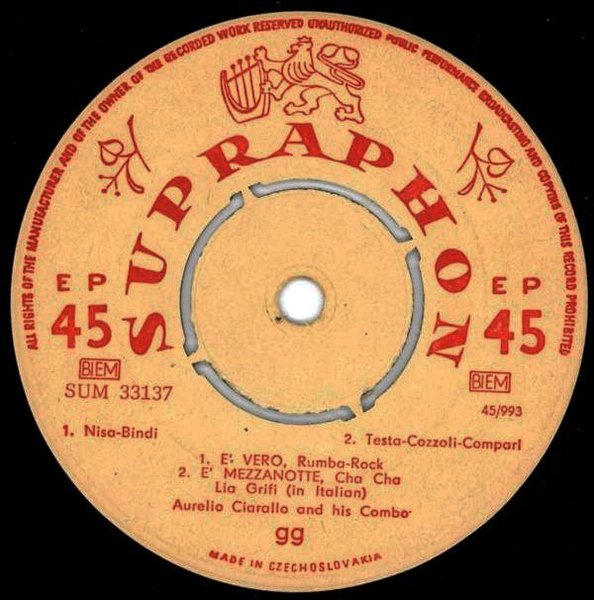 ALL RIGHTS OF THE MANUFACTURER AND OF THE OWNER OF THE RECORDED WORK RESERVED UNAUTHORIZED PUBLIC PERFORMANCE BROADCASTING AND COPYING OF THIS RECORD PROHIBITED
SUPRAPHON
EP
45
BIEM
SUM 33137
EP
45
BIEM
45/993
1. Nisa-Bindi
2. Testa-Cozzoli-Compari
1. E' VERO, Rumba-Rock
2. E' MEZZANOTTE, Cha Cha
Lia Grifi (in Italian)
Aurelio Ciarallo and his Combo
gg
MADE IN CZECHOSLOVAKIA